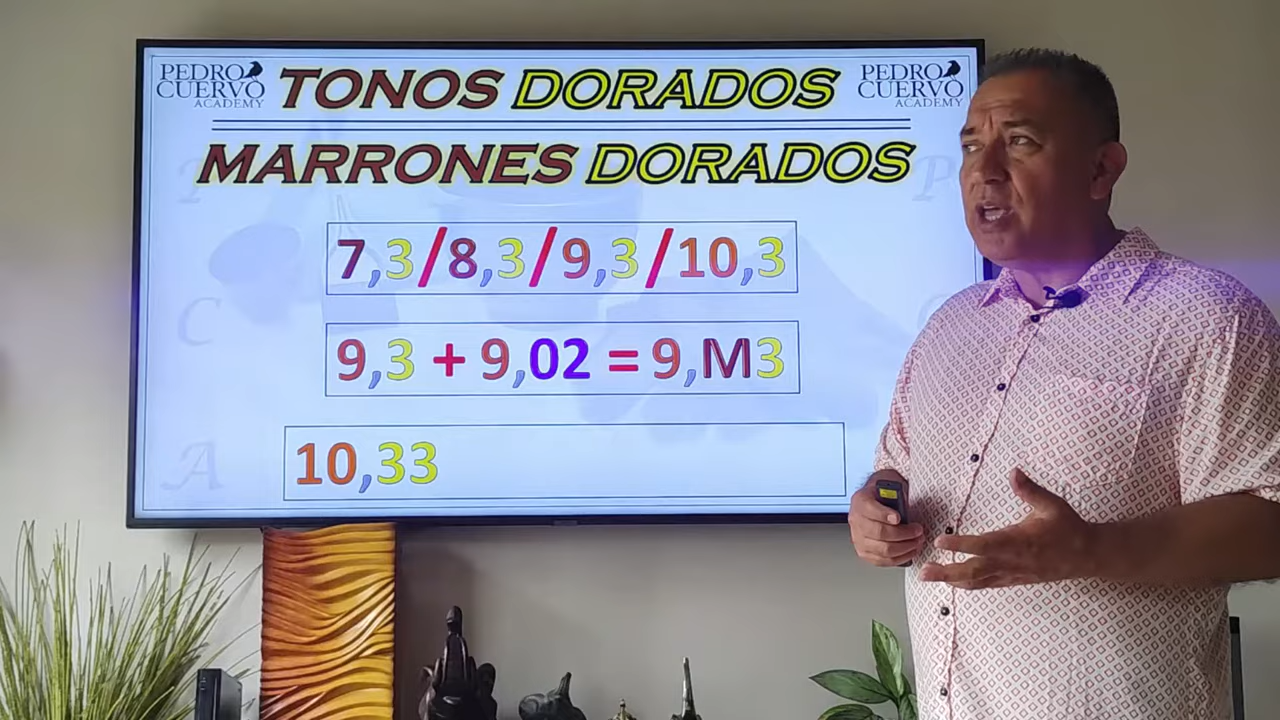 PEDRO
CUERVO
ACADEMY
TONOS DORADOS
PEDRO
CUERVO
ACADEMY
MARRONES DORADOS
P
P
7,3/8,3/9,3/10,3
C
9,3 + 9,02 = 9,M3
10,33
A